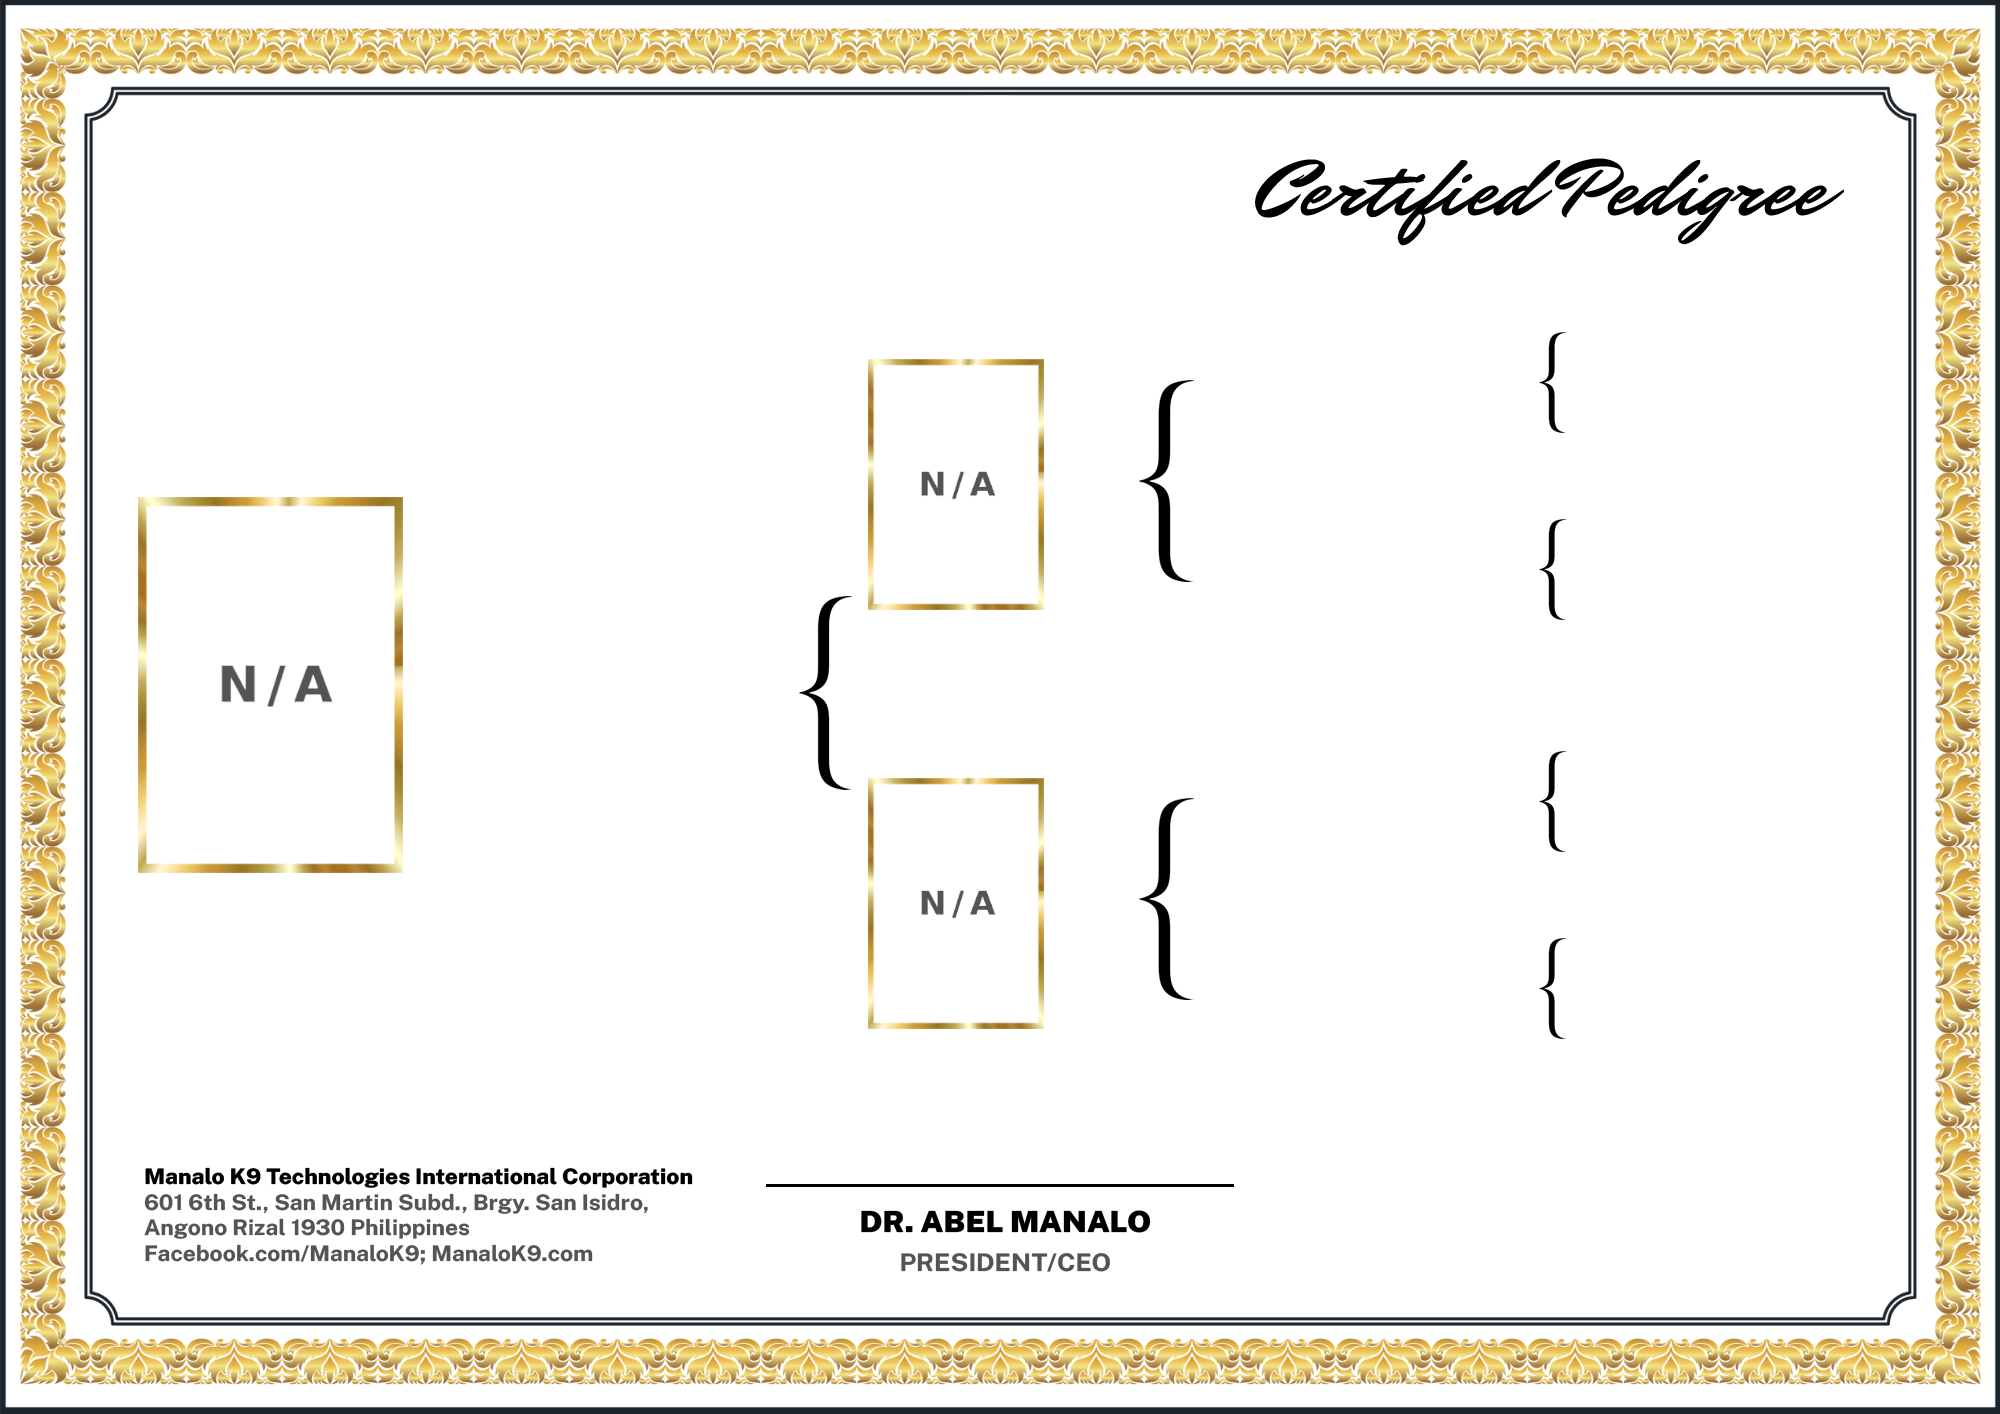 Certified Pedigree
N/A
N/A
N/A
Manalo K9 Technologies International Corporation
601 6th St., San Martin Subd., Brgy. San Isidro,
Angono Rizal 1930 Philippines
Facebook.com/ManaloK9; ManaloK9.com
DR. ABEL MANALO
PRESIDENT/CEO